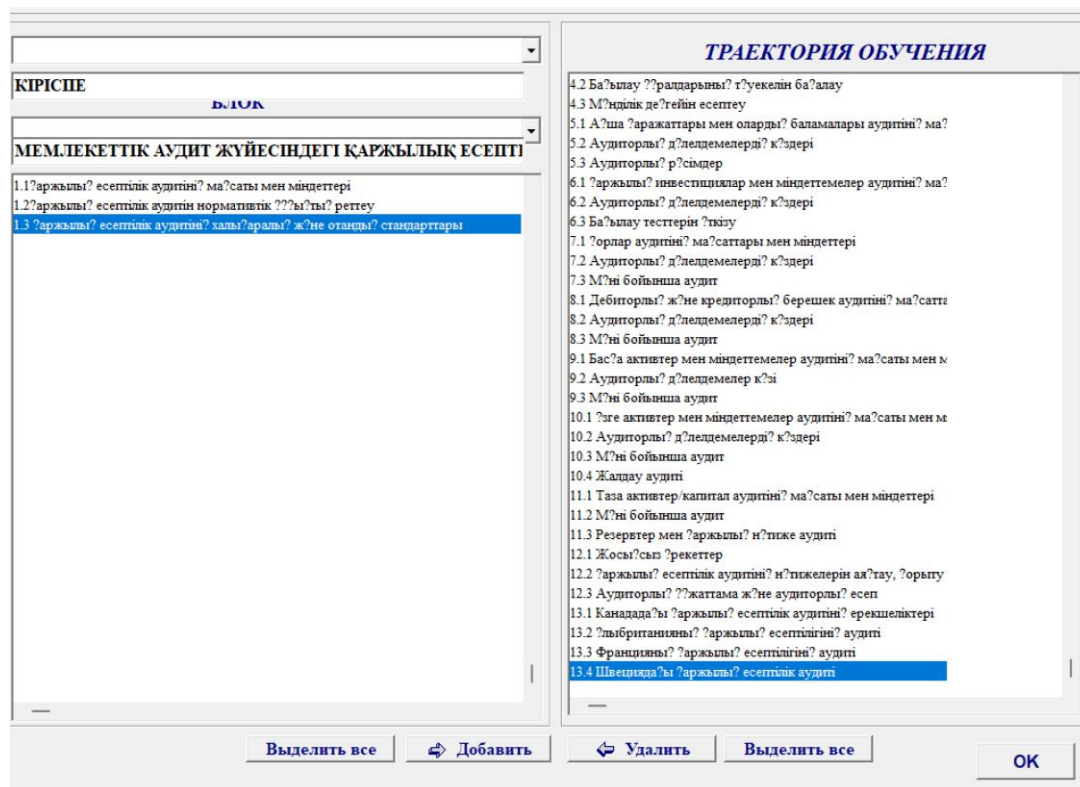 КІРІСПЕ
БЛОК
МЕМЛЕКЕТТІК АУДИТ ЖҮЙЕСІНДЕГІ ҚАРЖЫЛЫҚ ЕСЕПТІ
1.1?аржылы? есептілік аудитіні? ма?саты мен міндеттері
1.2?аржылы? есептілік аудитін нормативтік ???ы?ты? реттеу
1.3 ?аржылы? есептілік аудитіні? халы?аралы? ж?не отанды? стандарттары
Выделить все
Добавить
ТРАЕКТОРИЯ ОБУЧЕНИЯ
4.2 Ба?ылау ??ралдарыны? т?уекелін ба?алау
4.3 М?нділік де?гейін есептеу
5.1 А?ша ?аражаттары мен оларды? баламалары аудитіні? ма?
5.2 Аудиторлы? д?лелдемелерді? к?здері
5.3 Аудиторлы? р?сімдер
6.1 ?аржылы? инвестициялар мен міндеттемелер аудитіні? ма?
6.2 Аудиторлы? д?лелдемелерді? к?здері
6.3 Ба?ылау тесттерін ?ткізу
7.1 ?орлар аудитіні? ма?саттары мен міндеттері
7.2 Аудиторлы? д?лелдемелерді? к?здері
7.3 М?ні бойынша аудит
8.1 Дебиторлы? ж?не кредиторлы? берешек аудитіні? ма?сатта
8.2 Аудиторлы? д?лелдемелерді? к?здері
8.3 М?ні бойынша аудит
9.1 Бас?а активтер мен міндеттемелер аудитіні? ма?саты мен м
9.2 Аудиторлы? д?лелдемелер к?зі
9.3 М?ні бойынша аудит
10.1 ?зге активтер мен міндеттемелер аудитіні? ма?саты мен м
10.2 Аудиторлы? д?лелдемелерді? к?здері
10.3 М?ні бойынша аудит
10.4 Жалдау аудиті
11.1 Таза активтер/капитал аудитіні? ма?саты мен міндеттері
11.2 М?ні бойынша аудит
11.3 Резервтер мен ?аржылы? н?тиже аудиті
12.1 Жосы?сыз ?рекеттер
12.2 ?аржылы? есептілік аудитіні? н?тижелерін ая?тау, ?орыту
12.3 Аудиторлы? ??жаттама ж?не аудиторлы? есеп
13.1 Канадада?ы ?аржылы? есептілік аудитіні? ерекшеліктері
13.2 ?лыбританияны? ?аржылы? есептілігіні? аудиті
13.3 Францияны? ?аржылы? есептілігіні? аудиті
13.4 Швецияда?ы ?аржылы? есептілік аудиті
Удалить
Выделить все
OK